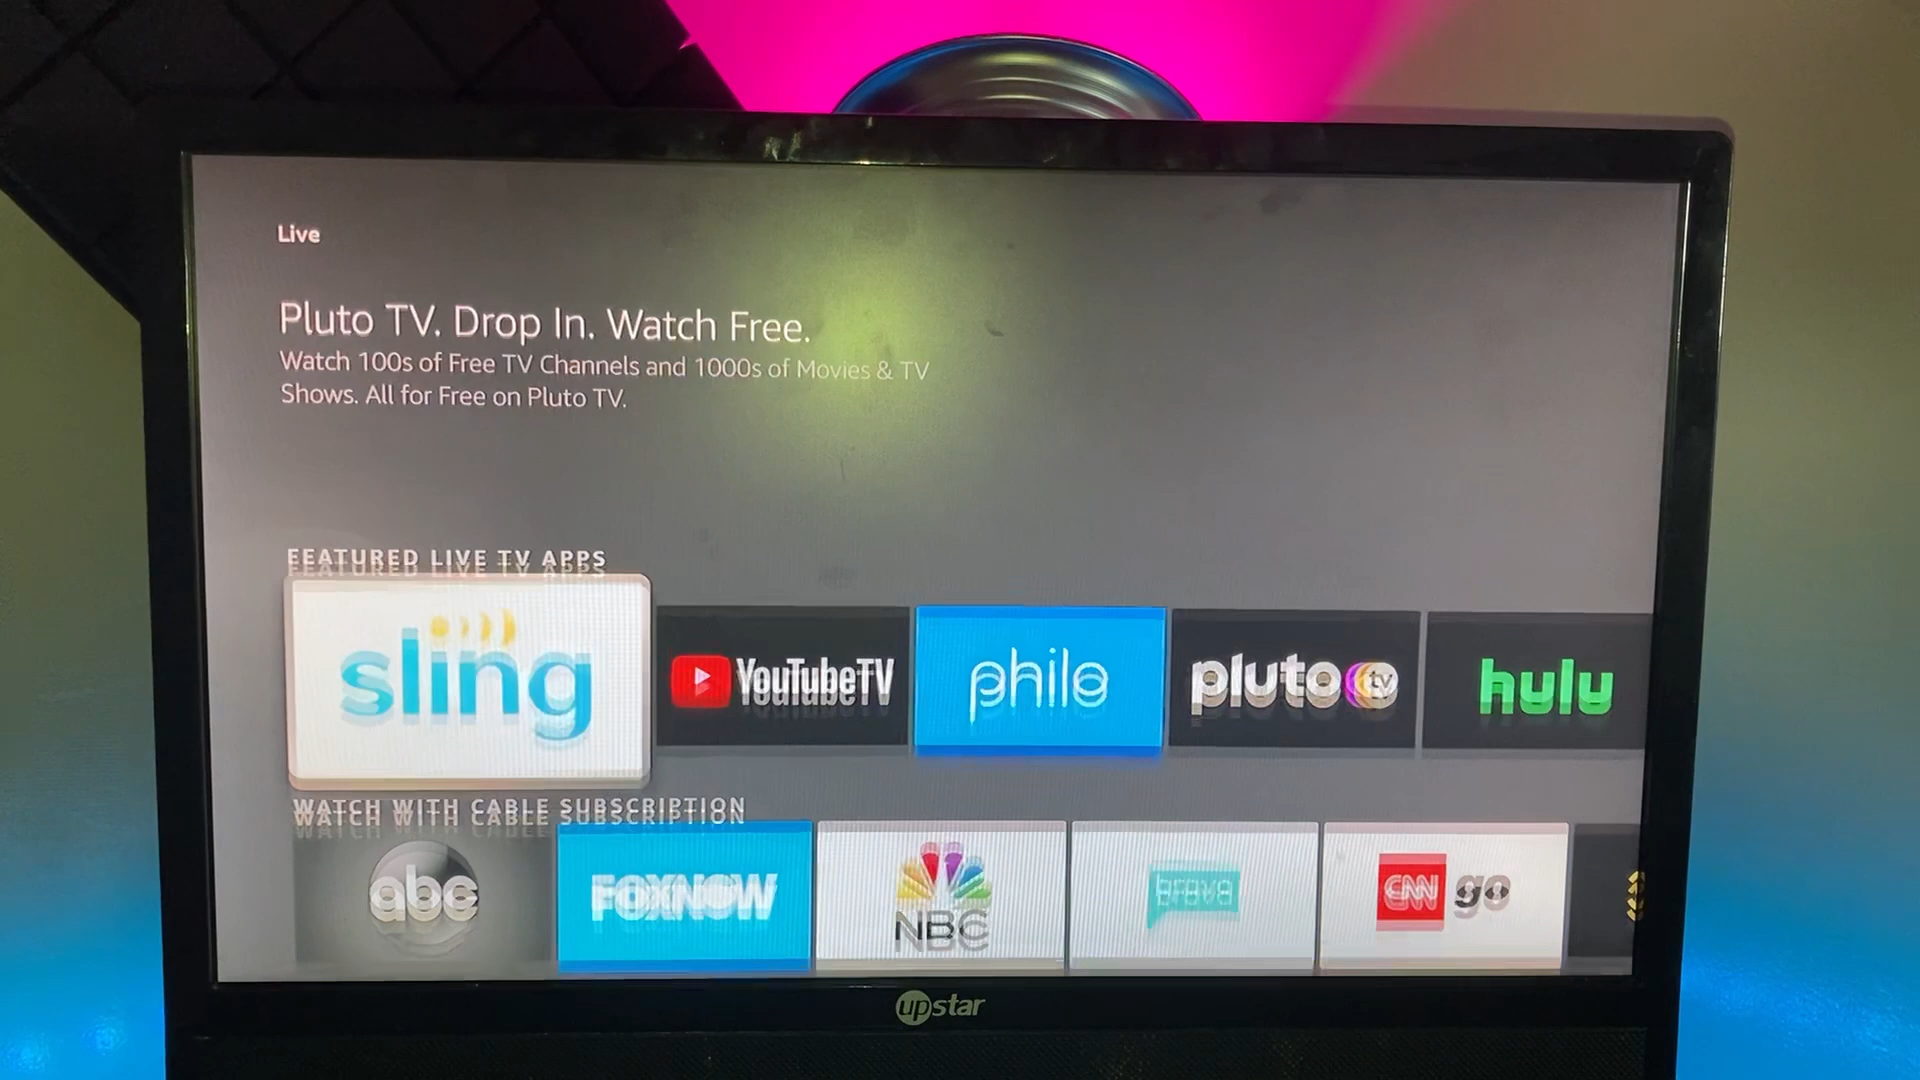 Live
Pluto TV. Drop In. Watch Free.
Watch 100s of Free TV Channels and 1000s of Movies & TV
Shows. All for Free on Pluto TV.
FEATURED LIVE TV APPS
sling
YouTubeTV
philo
pluto tv
hulu
WATCH WITH CABLE SUBSCRIPTION
abc
FOXNOW
NBC
bravo
CNN go
upstar